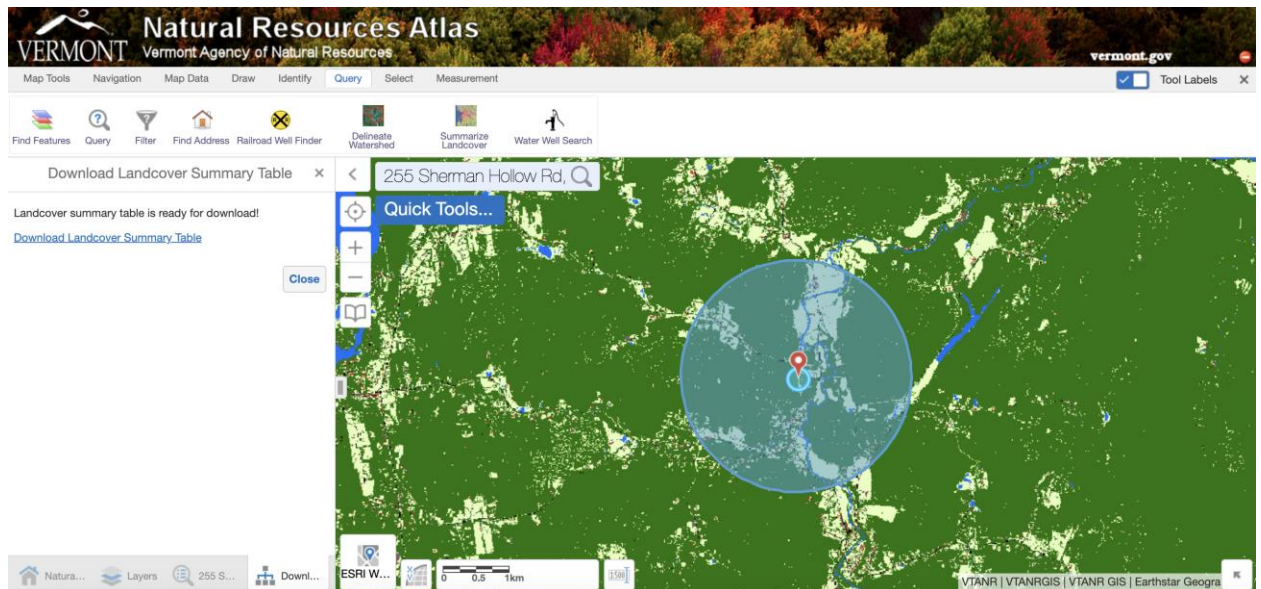 Natural Resources Atlas
VERMONT Vermont Agency of Natural Resources
vermont.gov
Map Tools Navigation Map Data Draw Identify Query Select Measurement Tool Labels
Find Features Query Filter Find Address Railroad Well Finder Delineate Watershed Summarize Landcover Water Well Search
Download Landcover Summary Table
255 Sherman Hollow Rd,
Landcover summary table is ready for download!
Quick Tools...
Download Landcover Summary Table
Close
Natura... Layers 255 S... Downl...
ESRI W...
0 0.5 1km
VTANR | VTANRGIS | VTANR GIS | Earthstar Geogra